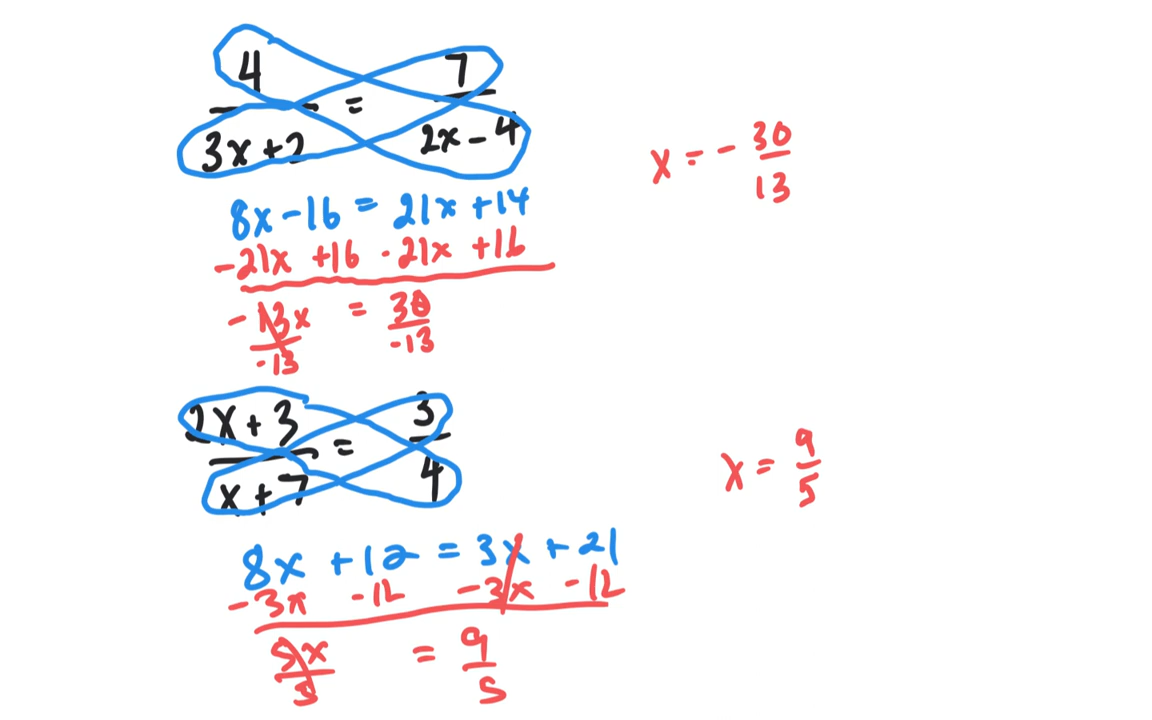 4/(3x+2) = 7/(2x-4)
x = - 30/13
8x - 16 = 21x + 14
-21x +16 -21x +16
-13x/-13 = 30/-13
(2x+3)/(x+7) = 3/4
x = 9/5
8x + 12 = 3x + 21
-3x -12 -3x -12
5x/5 = 9/5